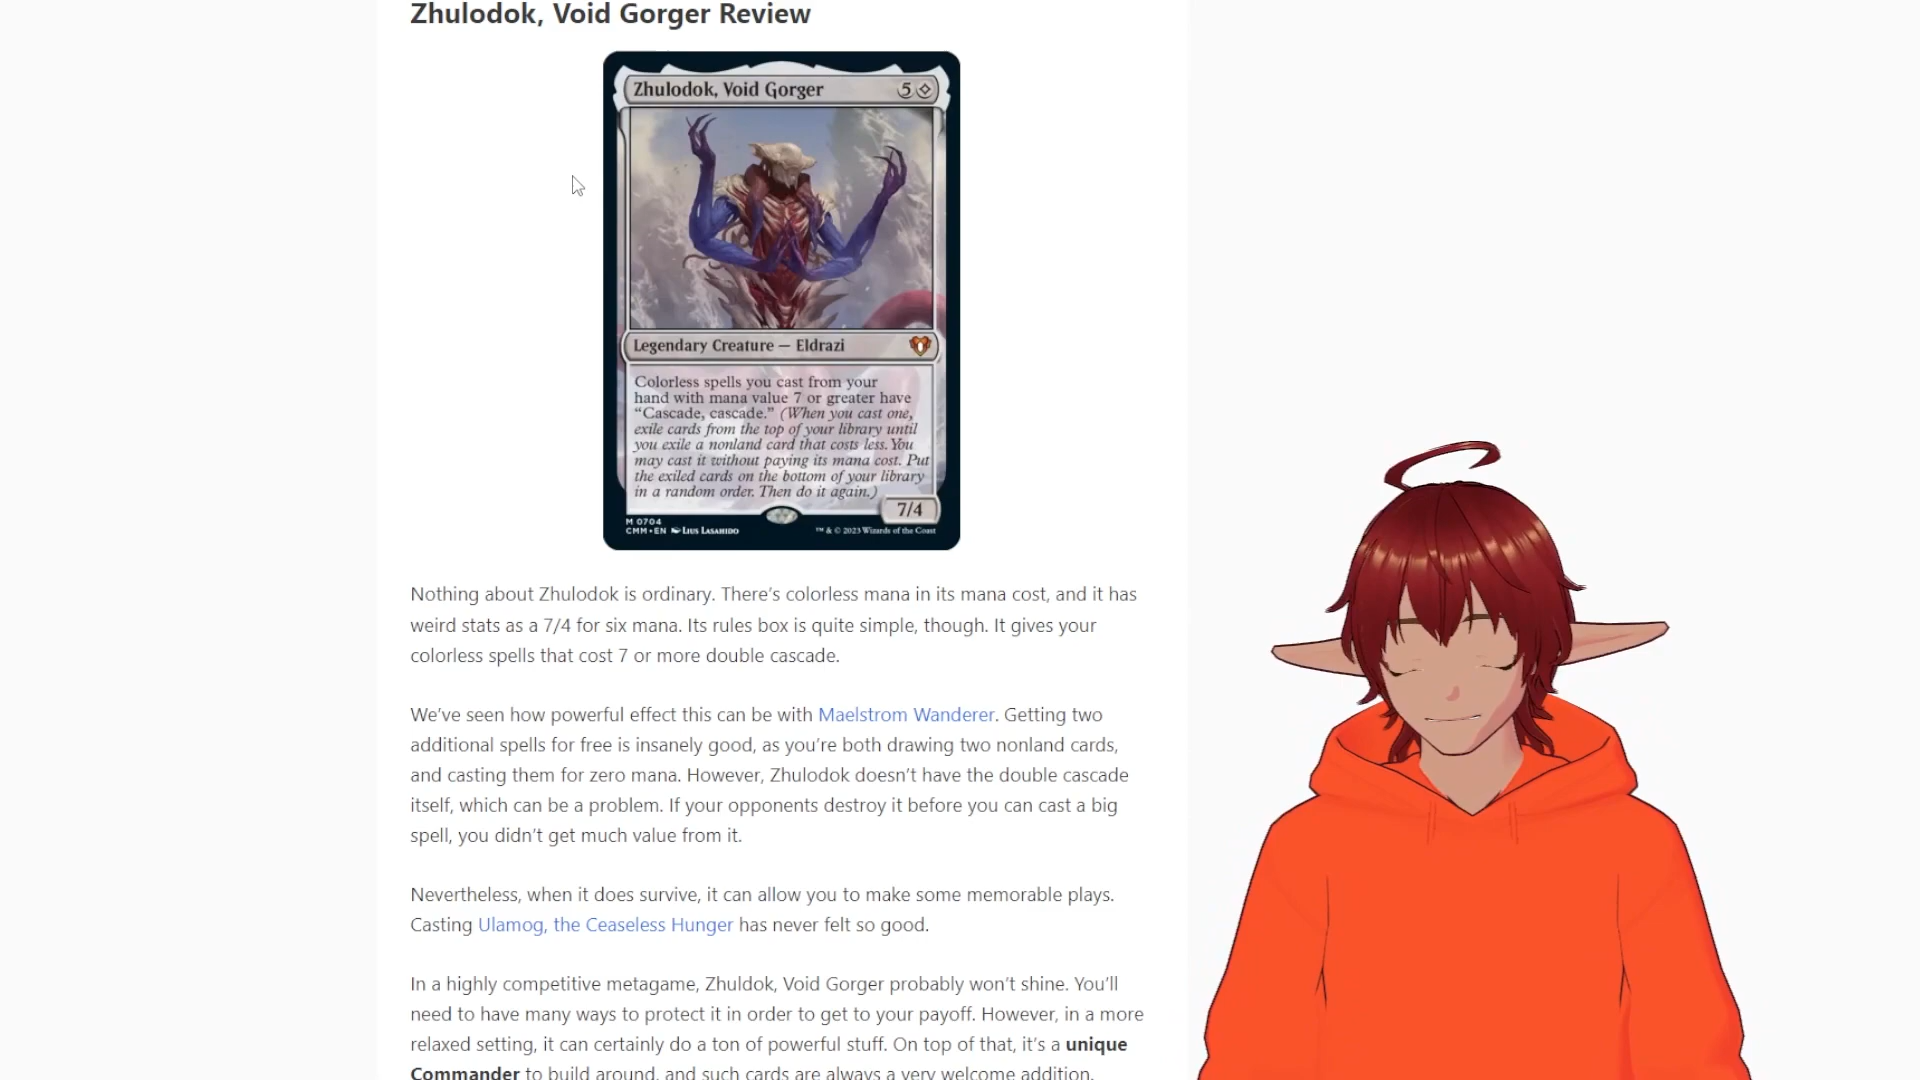 Zhulodok, Void Gorger Review
Zhulodok, Void Gorger 5
Legendary Creature — Eldrazi
Colorless spells you cast from your
hand with mana value 7 or greater have
“Cascade, cascade.” (When you cast one,
exile cards from the top of your library until
you exile a nonland card that costs less. You
may cast it without paying its mana cost. Put
the exiled cards on the bottom of your library
in a random order. Then do it again.)
7/4
M 0704
CMM • EN Lius Lasahido
™ & © 2023 Wizards of the Coast
Nothing about Zhulodok is ordinary. There’s colorless mana in its mana cost, and it has
weird stats as a 7/4 for six mana. Its rules box is quite simple, though. It gives your
colorless spells that cost 7 or more double cascade.
We’ve seen how powerful effect this can be with Maelstrom Wanderer. Getting two
additional spells for free is insanely good, as you’re both drawing two nonland cards,
and casting them for zero mana. However, Zhulodok doesn’t have the double cascade
itself, which can be a problem. If your opponents destroy it before you can cast a big
spell, you didn’t get much value from it.
Nevertheless, when it does survive, it can allow you to make some memorable plays.
Casting Ulamog, the Ceaseless Hunger has never felt so good.
In a highly competitive metagame, Zhuldok, Void Gorger probably won’t shine. You’ll
need to have many ways to protect it in order to get to your payoff. However, in a more
relaxed setting, it can certainly do a ton of powerful stuff. On top of that, it’s a unique
Commander to build around, and such cards are always a very welcome addition.